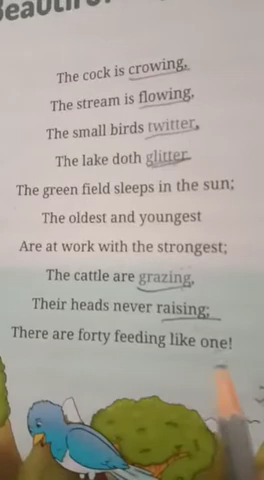 The cock is crowing,
The stream is flowing,
The small birds twitter,
The lake doth glitter
The green field sleeps in the sun;
The oldest and youngest
Are at work with the strongest;
The cattle are grazing,
Their heads never raising;
There are forty feeding like one!